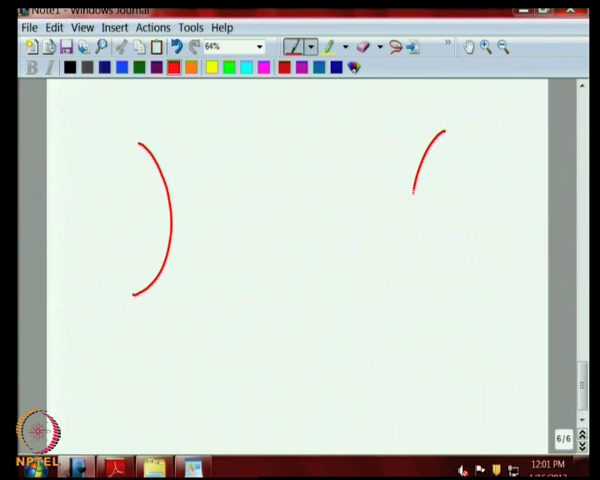 Note1 - Windows Journal
File Edit View Insert Actions Tools Help
64%
B I
6/6
NPTEL
12:01 PM